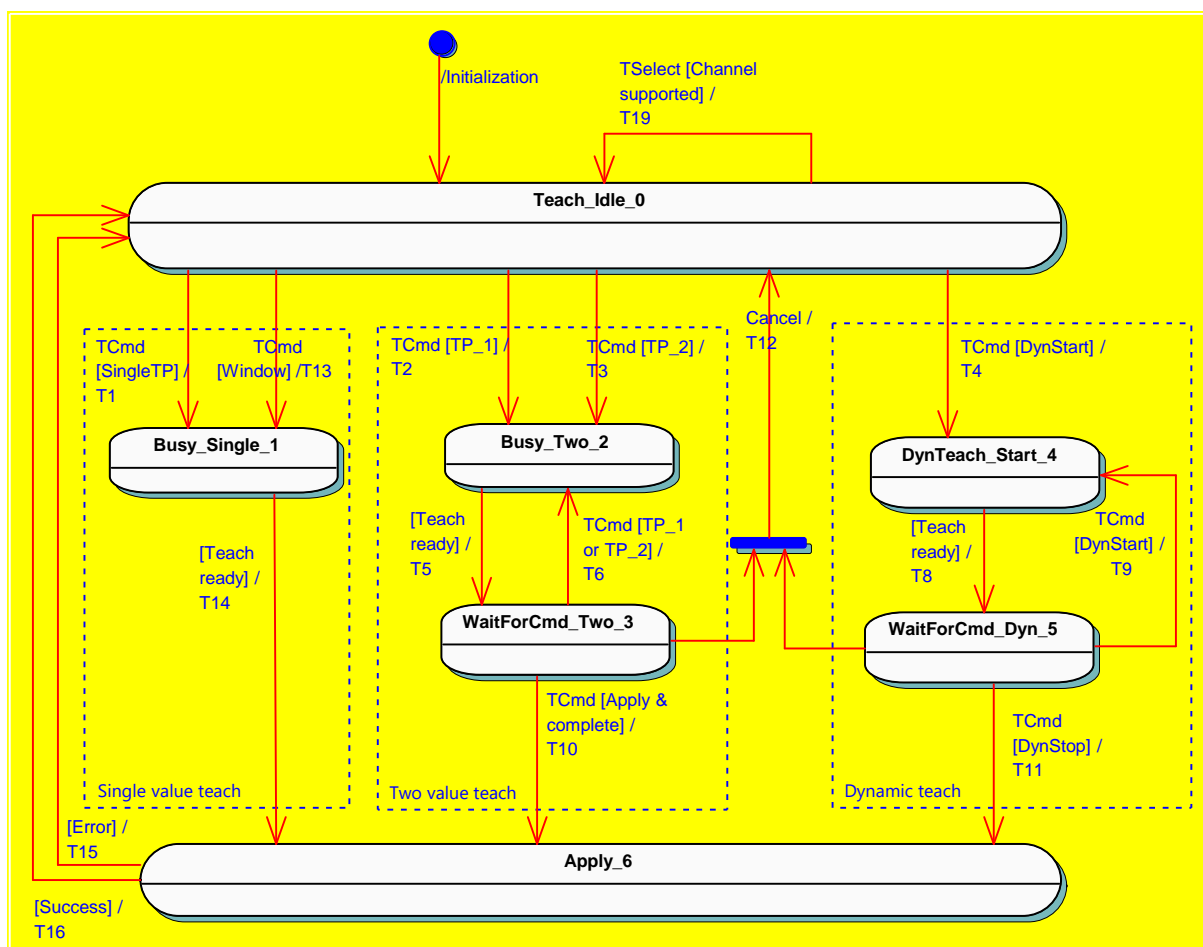 /Initialization
TSelect [Channel
supported] /
T19
Teach_Idle_0
TCmd
[SingleTP] /
T1
TCmd
[Window] /T13
TCmd [TP_1] /
T2
TCmd [TP_2] /
T3
Cancel /
T12
TCmd [DynStart] /
T4
Busy_Single_1
Busy_Two_2
DynTeach_Start_4
[Teach
ready] /
T14
[Teach
ready] /
T5
TCmd [TP_1
or TP_2] /
T6
[Teach
ready] /
T8
TCmd
[DynStart] /
T9
WaitForCmd_Two_3
WaitForCmd_Dyn_5
TCmd [Apply &
complete] /
T10
TCmd
[DynStop] /
T11
Single value teach
Two value teach
Dynamic teach
[Error] /
T15
Apply_6
[Success] /
T16